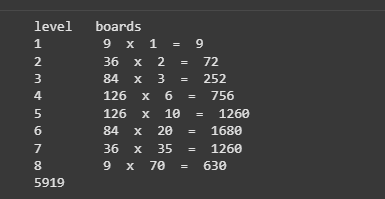 level boards
1 9 x 1 = 9
2 36 x 2 = 72
3 84 x 3 = 252
4 126 x 6 = 756
5 126 x 10 = 1260
6 84 x 20 = 1680
7 36 x 35 = 1260
8 9 x 70 = 630
5919